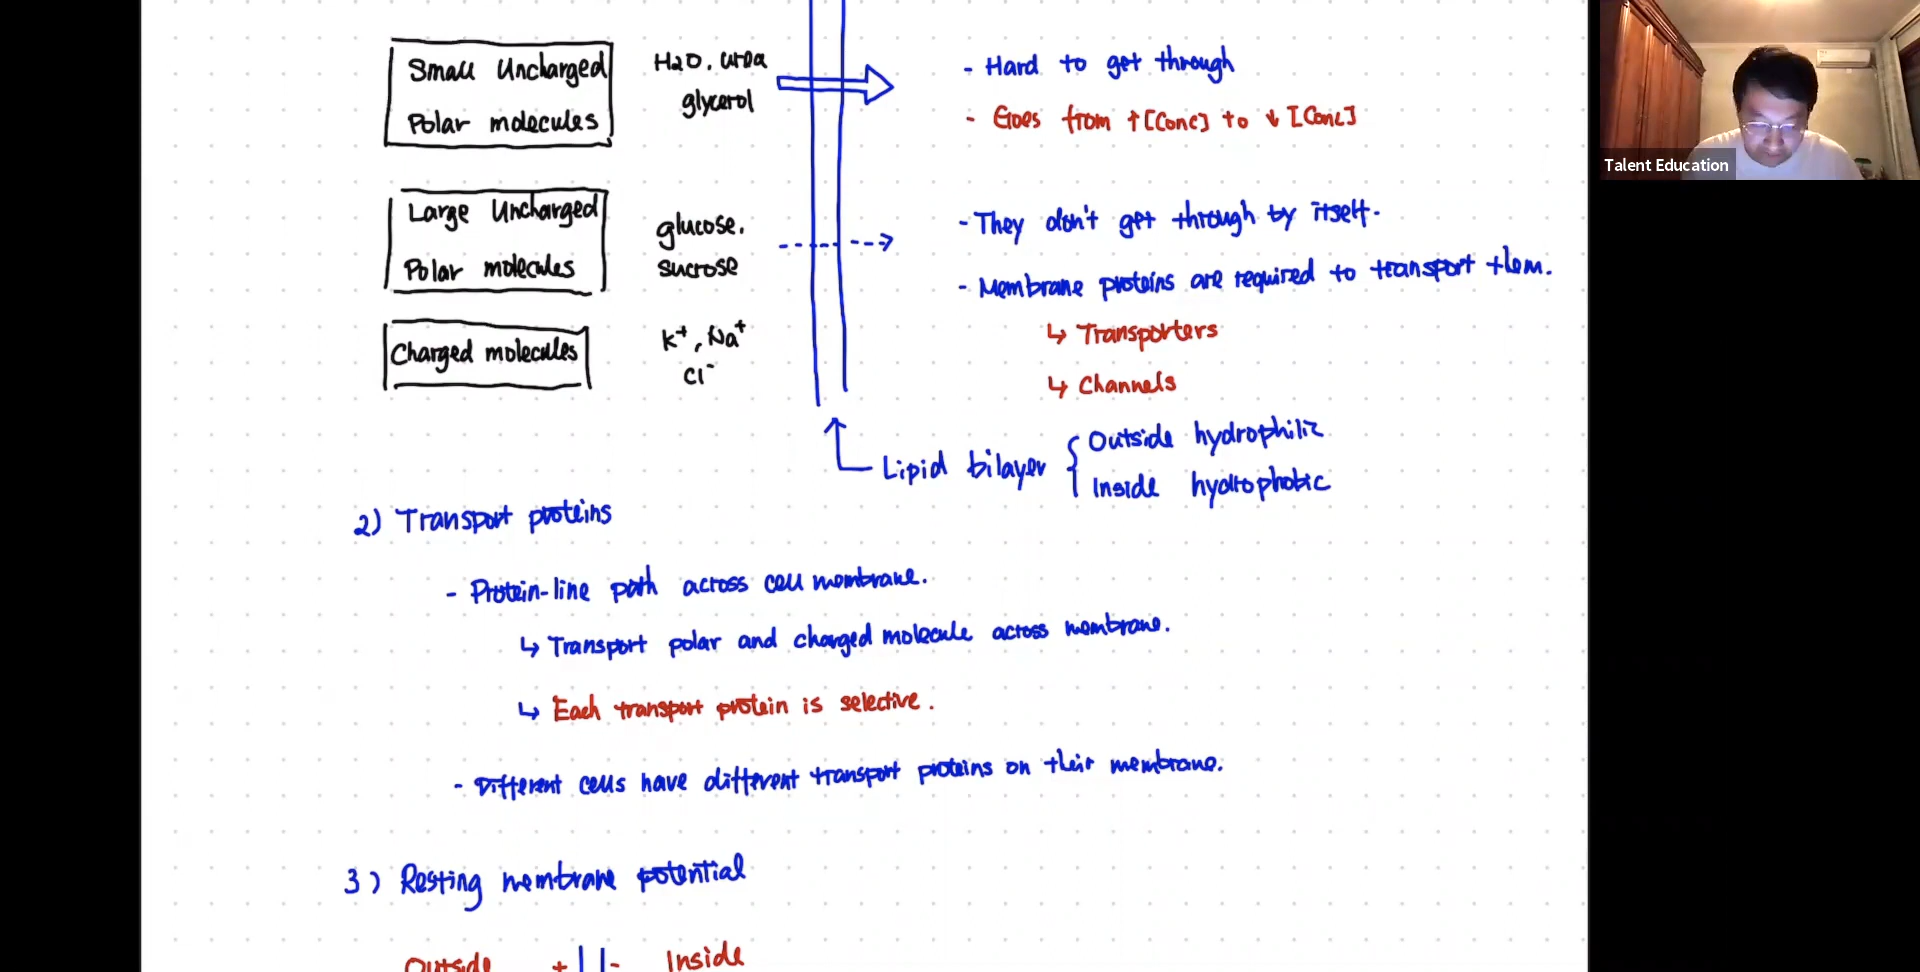 Small Uncharged
Polar molecules
H2O, urea
glycerol
- Hard to get through
- Goes from ↑[Conc] to ↓[Conc]
Large Uncharged
Polar molecules
glucose.
sucrose
- They don't get through by itself.
- Membrane proteins are required to transport them.
↳ Transporters
↳ Channels
Charged molecules
K+, Na+
Cl-
Lipid bilayer { Outside hydrophilic
Inside hydrophobic
2) Transport proteins
- Protein-line path across cell membrane.
↳ Transport polar and charged molecule across membrane.
↳ Each transport protein is selective.
- Different cells have different transport proteins on their membrane.
3) Resting membrane potential
Outside + - Inside
Talent Education